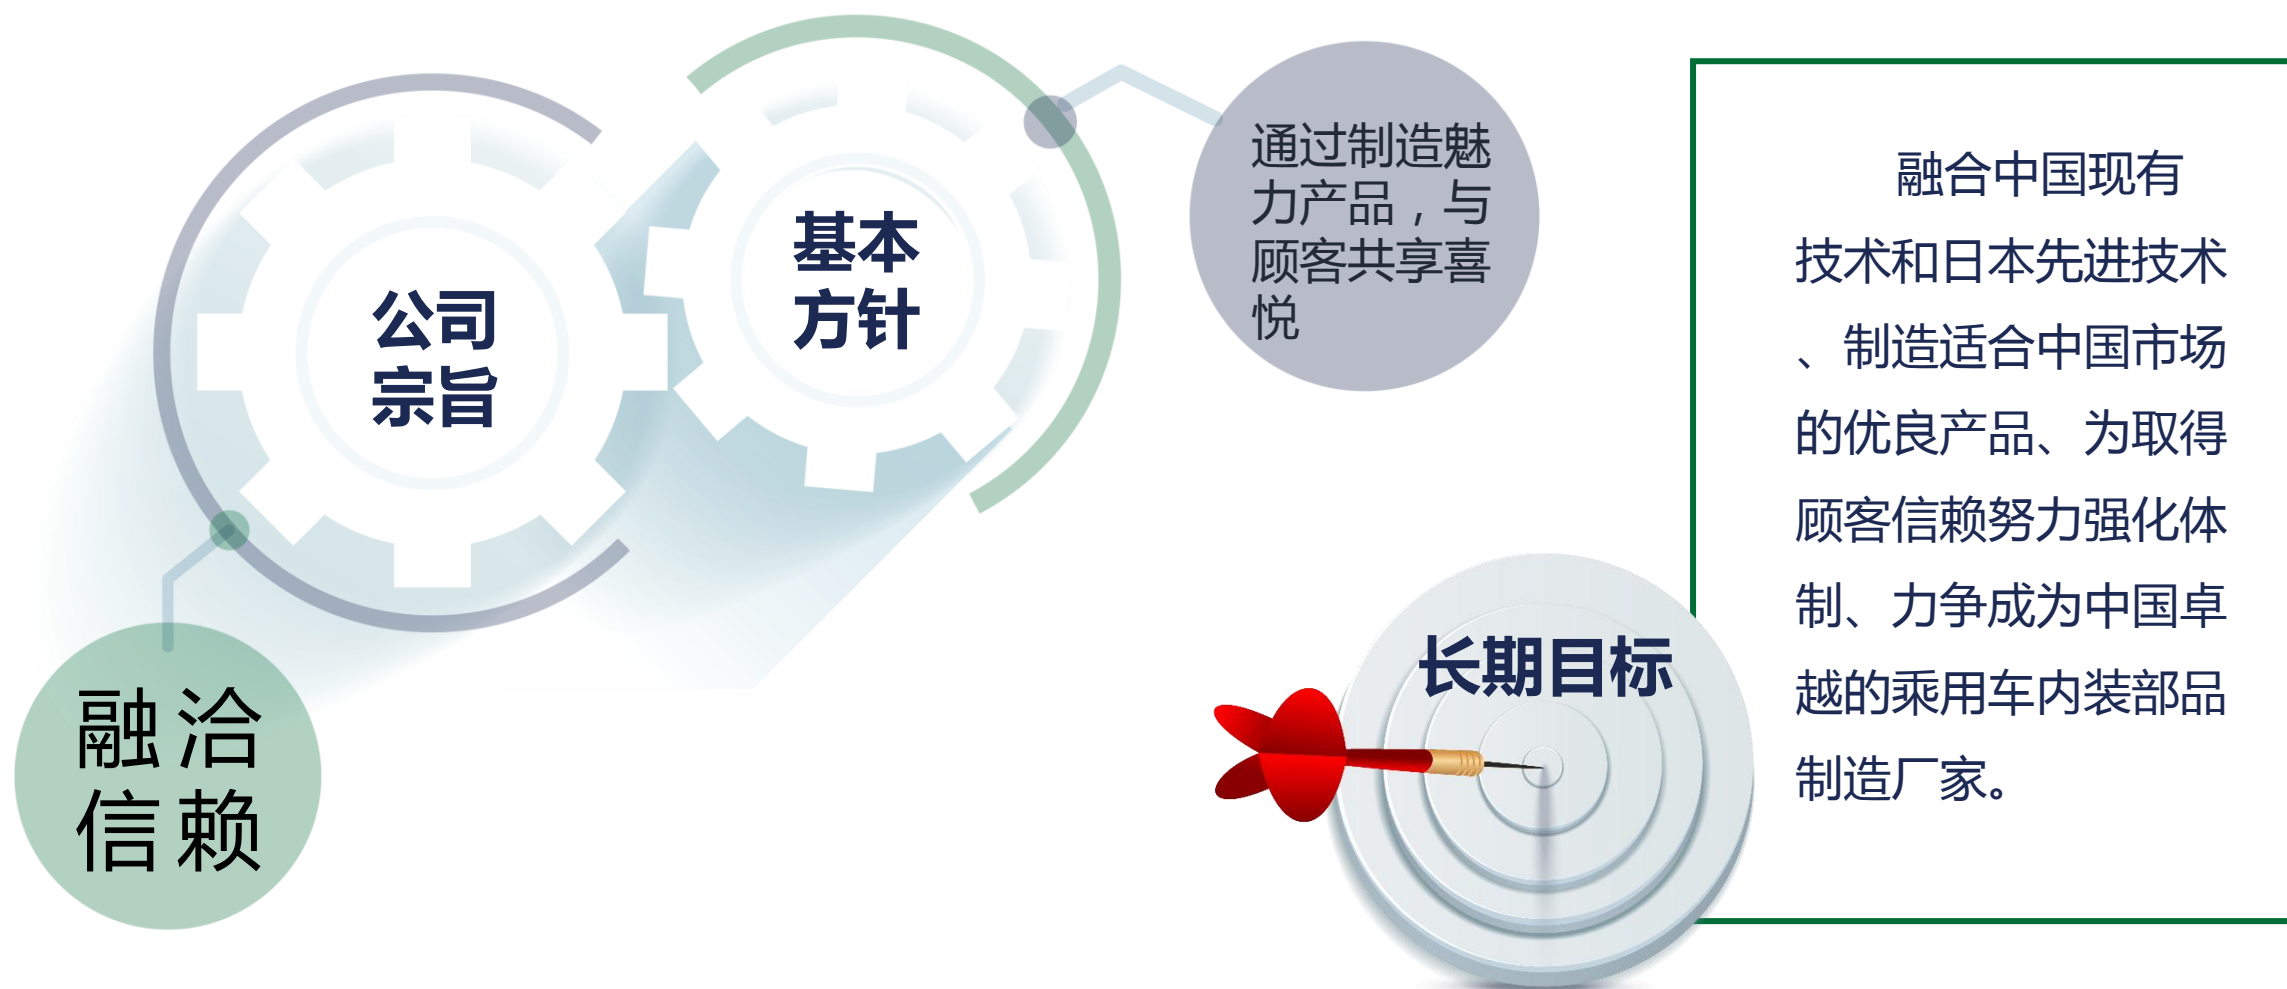 公司
宗旨
融洽
信赖
基本
方针
通过制造魅
力产品，与
顾客共享喜
悦
长期目标
融合中国现有
技术和日本先进技术
、制造适合中国市场
的优良产品、为取得
顾客信赖努力强化体
制、力争成为中国卓
越的乘用车内装部品
制造厂家。